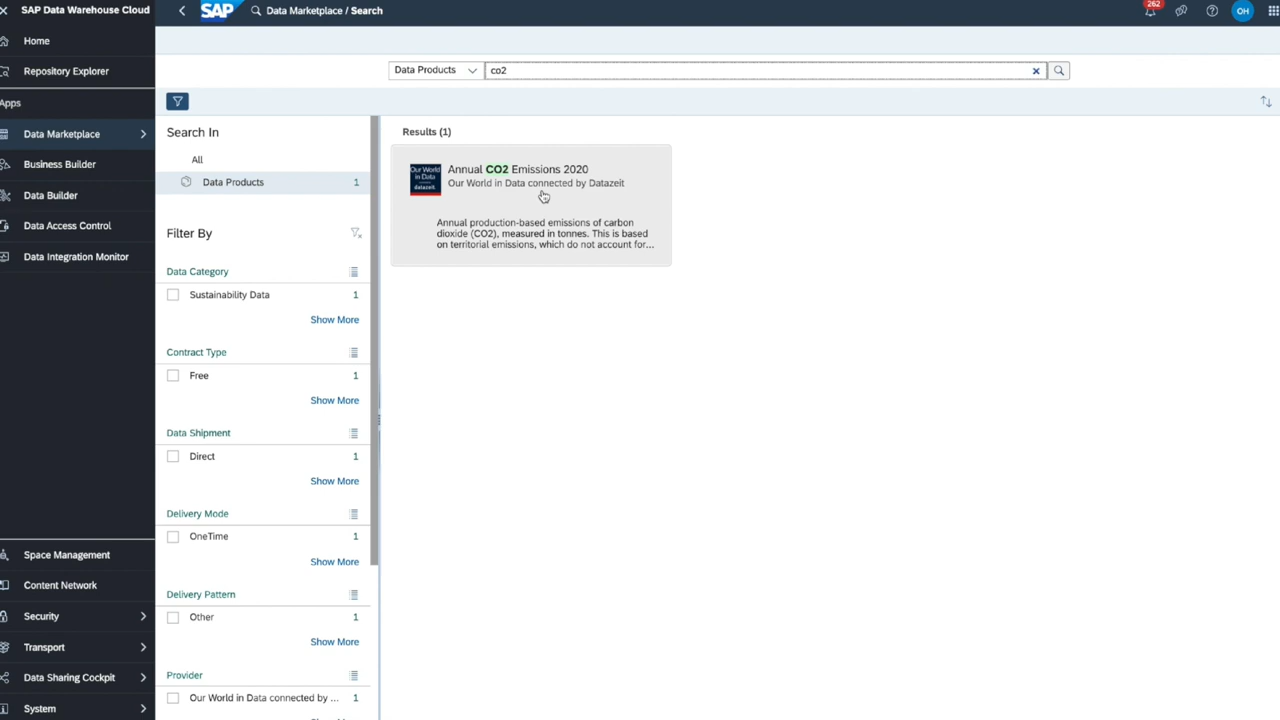 SAP Data Warehouse Cloud
SAP
Data Marketplace / Search
262
OH
Home
Repository Explorer
Apps
Data Marketplace
Business Builder
Data Builder
Data Access Control
Data Integration Monitor
Space Management
Content Network
Security
Transport
Data Sharing Cockpit
System
Data Products
co2
Search In
All
Data Products 1
Filter By
Data Category
Sustainability Data 1
Show More
Contract Type
Free 1
Show More
Data Shipment
Direct 1
Show More
Delivery Mode
OneTime 1
Show More
Delivery Pattern
Other 1
Show More
Provider
Our World in Data connected by ... 1
Results (1)
Our World
in Data
datazeit
Annual CO2 Emissions 2020
Our World in Data connected by Datazeit
Annual production-based emissions of carbon
dioxide (CO2), measured in tonnes. This is based
on territorial emissions, which do not account for...